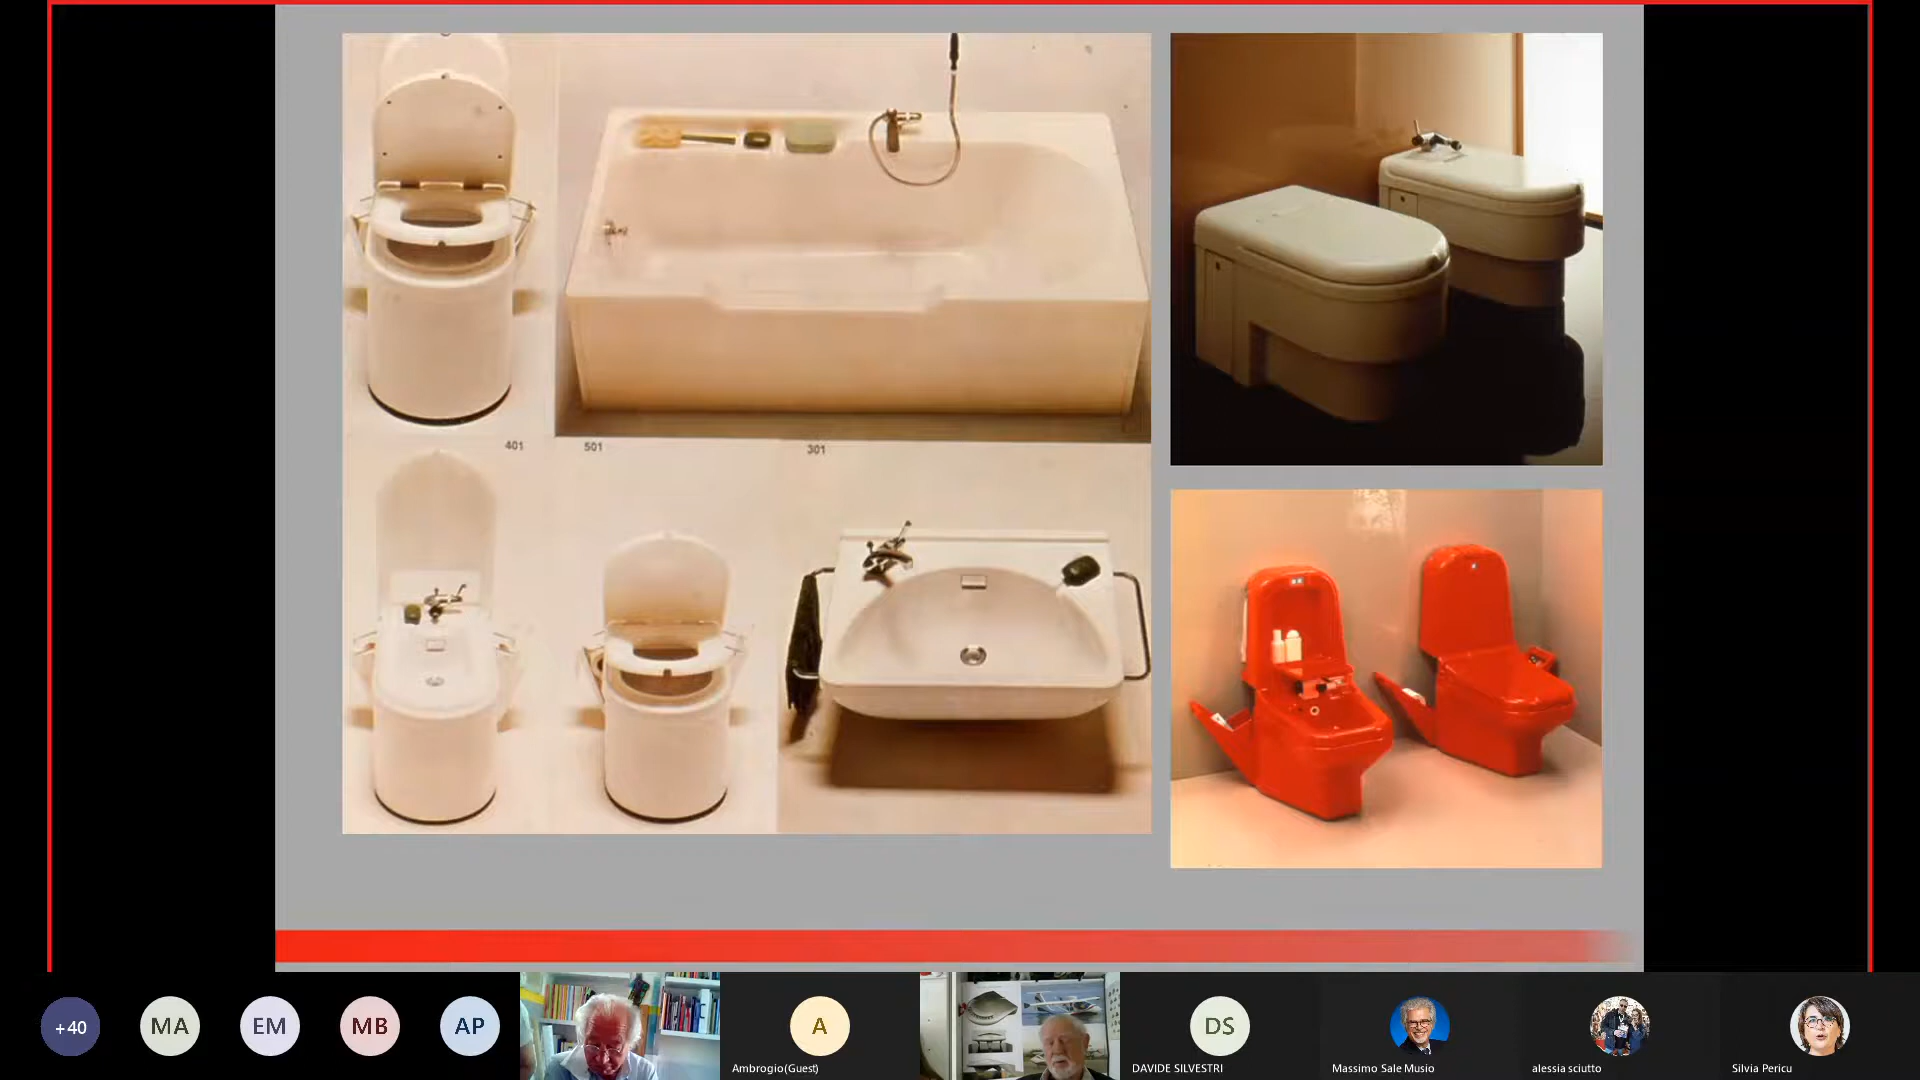 401
501
301
+40
MA
EM
MB
AP
A
DS
Ambrogio(Guest)
DAVIDE SILVESTRI
Massimo Sale Musio
alessia sciutto
Silvia Pericu